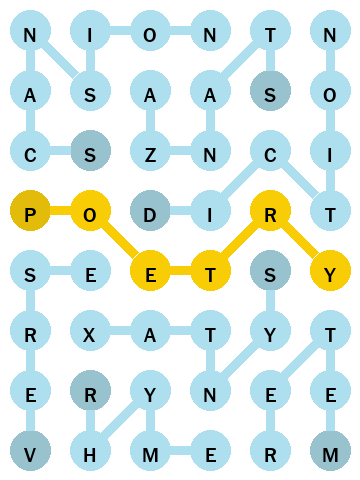 N I O N T N
A S A A S O
C S Z N C I
P O D I R T
S E E T S Y
R X A T Y T
E R Y N E E
V H M E R M